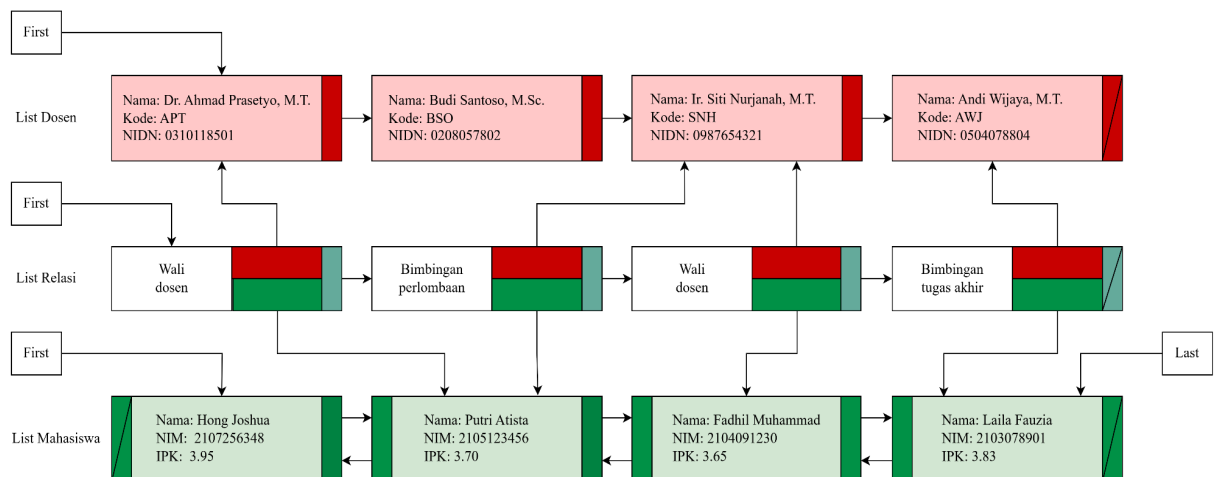 First
List Dosen
Nama: Dr. Ahmad Prasetyo, M.T.
Kode: APT
NIDN: 0310118501
Nama: Budi Santoso, M.Sc.
Kode: BSO
NIDN: 0208057802
Nama: Ir. Siti Nurjanah, M.T.
Kode: SNH
NIDN: 0987654321
Nama: Andi Wijaya, M.T.
Kode: AWJ
NIDN: 0504078804
First
List Relasi
Wali
dosen
Bimbingan
perlombaan
Wali
dosen
Bimbingan
tugas akhir
First
Last
List Mahasiswa
Nama: Hong Joshua
NIM: 2107256348
IPK: 3.95
Nama: Putri Atista
NIM: 2105123456
IPK: 3.70
Nama: Fadhil Muhammad
NIM: 2104091230
IPK: 3.65
Nama: Laila Fauzia
NIM: 2103078901
IPK: 3.83